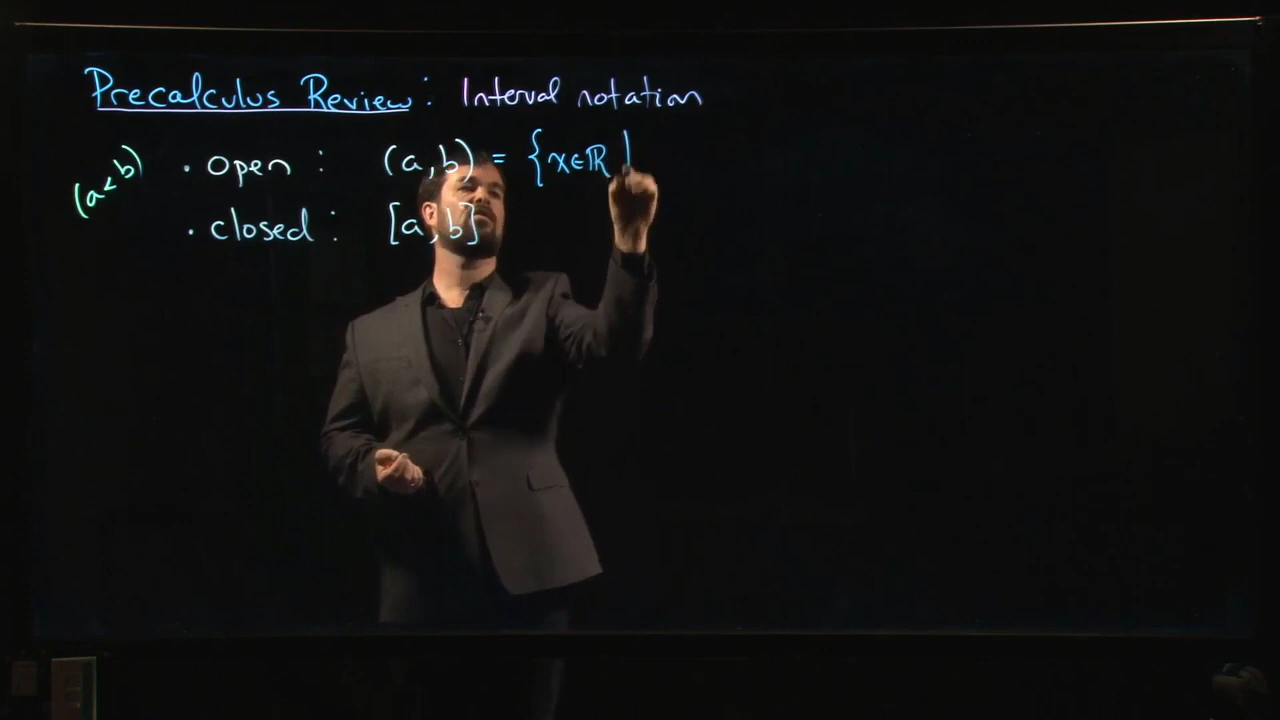 Precalculus Review: Interval notation
(a<b) • open : (a,b) = {x∈ℝ |
• closed : [a,b]